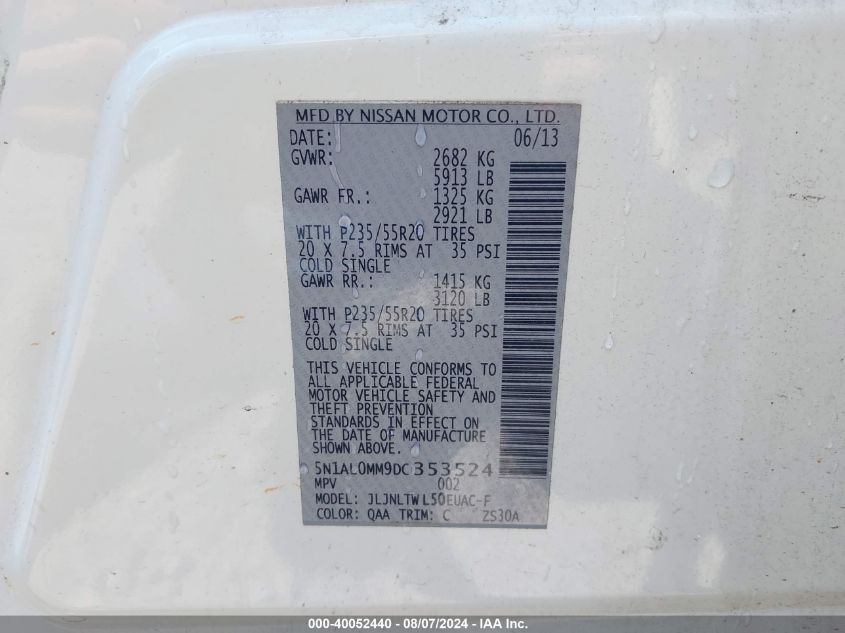 MFD BY NISSAN MOTOR CO., LTD.
DATE: 06/13
GVWR: 2682 KG
5913 LB
GAWR FR.: 1325 KG
2921 LB
WITH P235/55R20 TIRES
20 X 7.5 RIMS AT 35 PSI
COLD SINGLE
GAWR RR.: 1415 KG
3120 LB
WITH P235/55R20 TIRES
20 X 7.5 RIMS AT 35 PSI
COLD SINGLE
THIS VEHICLE CONFORMS TO
ALL APPLICABLE FEDERAL
MOTOR VEHICLE SAFETY AND
THEFT PREVENTION
STANDARDS IN EFFECT ON
THE DATE OF MANUFACTURE
SHOWN ABOVE.
5N1AL0MM9DC353524
MPV 002
MODEL: JLJNLTWL50EUAC-F
COLOR: QAA TRIM: C ZS30A
000-40052440 - 08/07/2024 - IAA Inc.